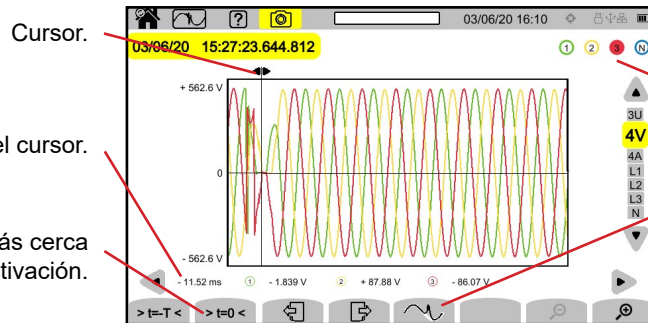 Cursor.
03/06/20 16:10
03/06/20 15:27:23.644.812
1 2 3 N
+ 562.6 V
0
- 562.6 V
3U
4V
4A
L1
L2
L3
N
el cursor.
ás cerca
tivación.
- 11.52 ms 1 - 1.839 V 2 + 87.88 V 3 - 86.07 V
> t=-T < > t=0 <